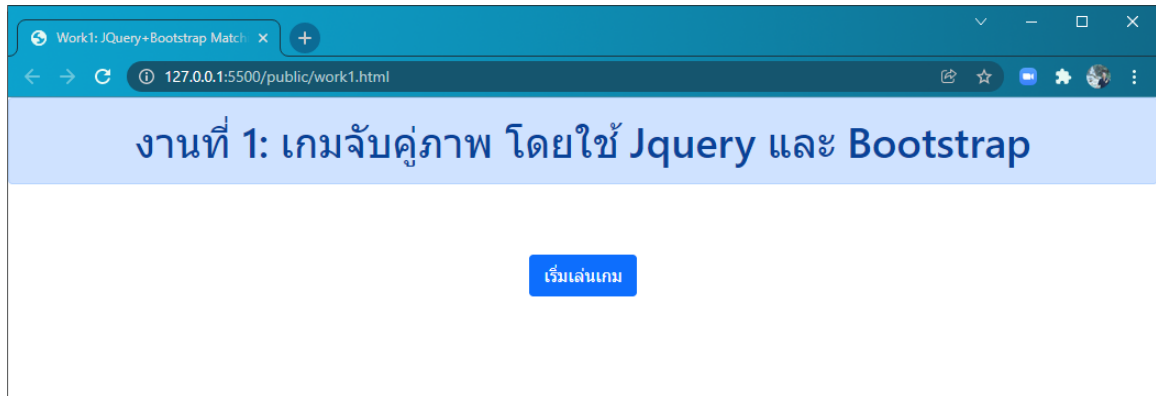 Work1: JQuery+Bootstrap Match
127.0.0.1:5500/public/work1.html
งานที่ 1: เกมจับคู่ภาพ โดยใช้ Jquery และ Bootstrap
เริ่มเล่นเกม